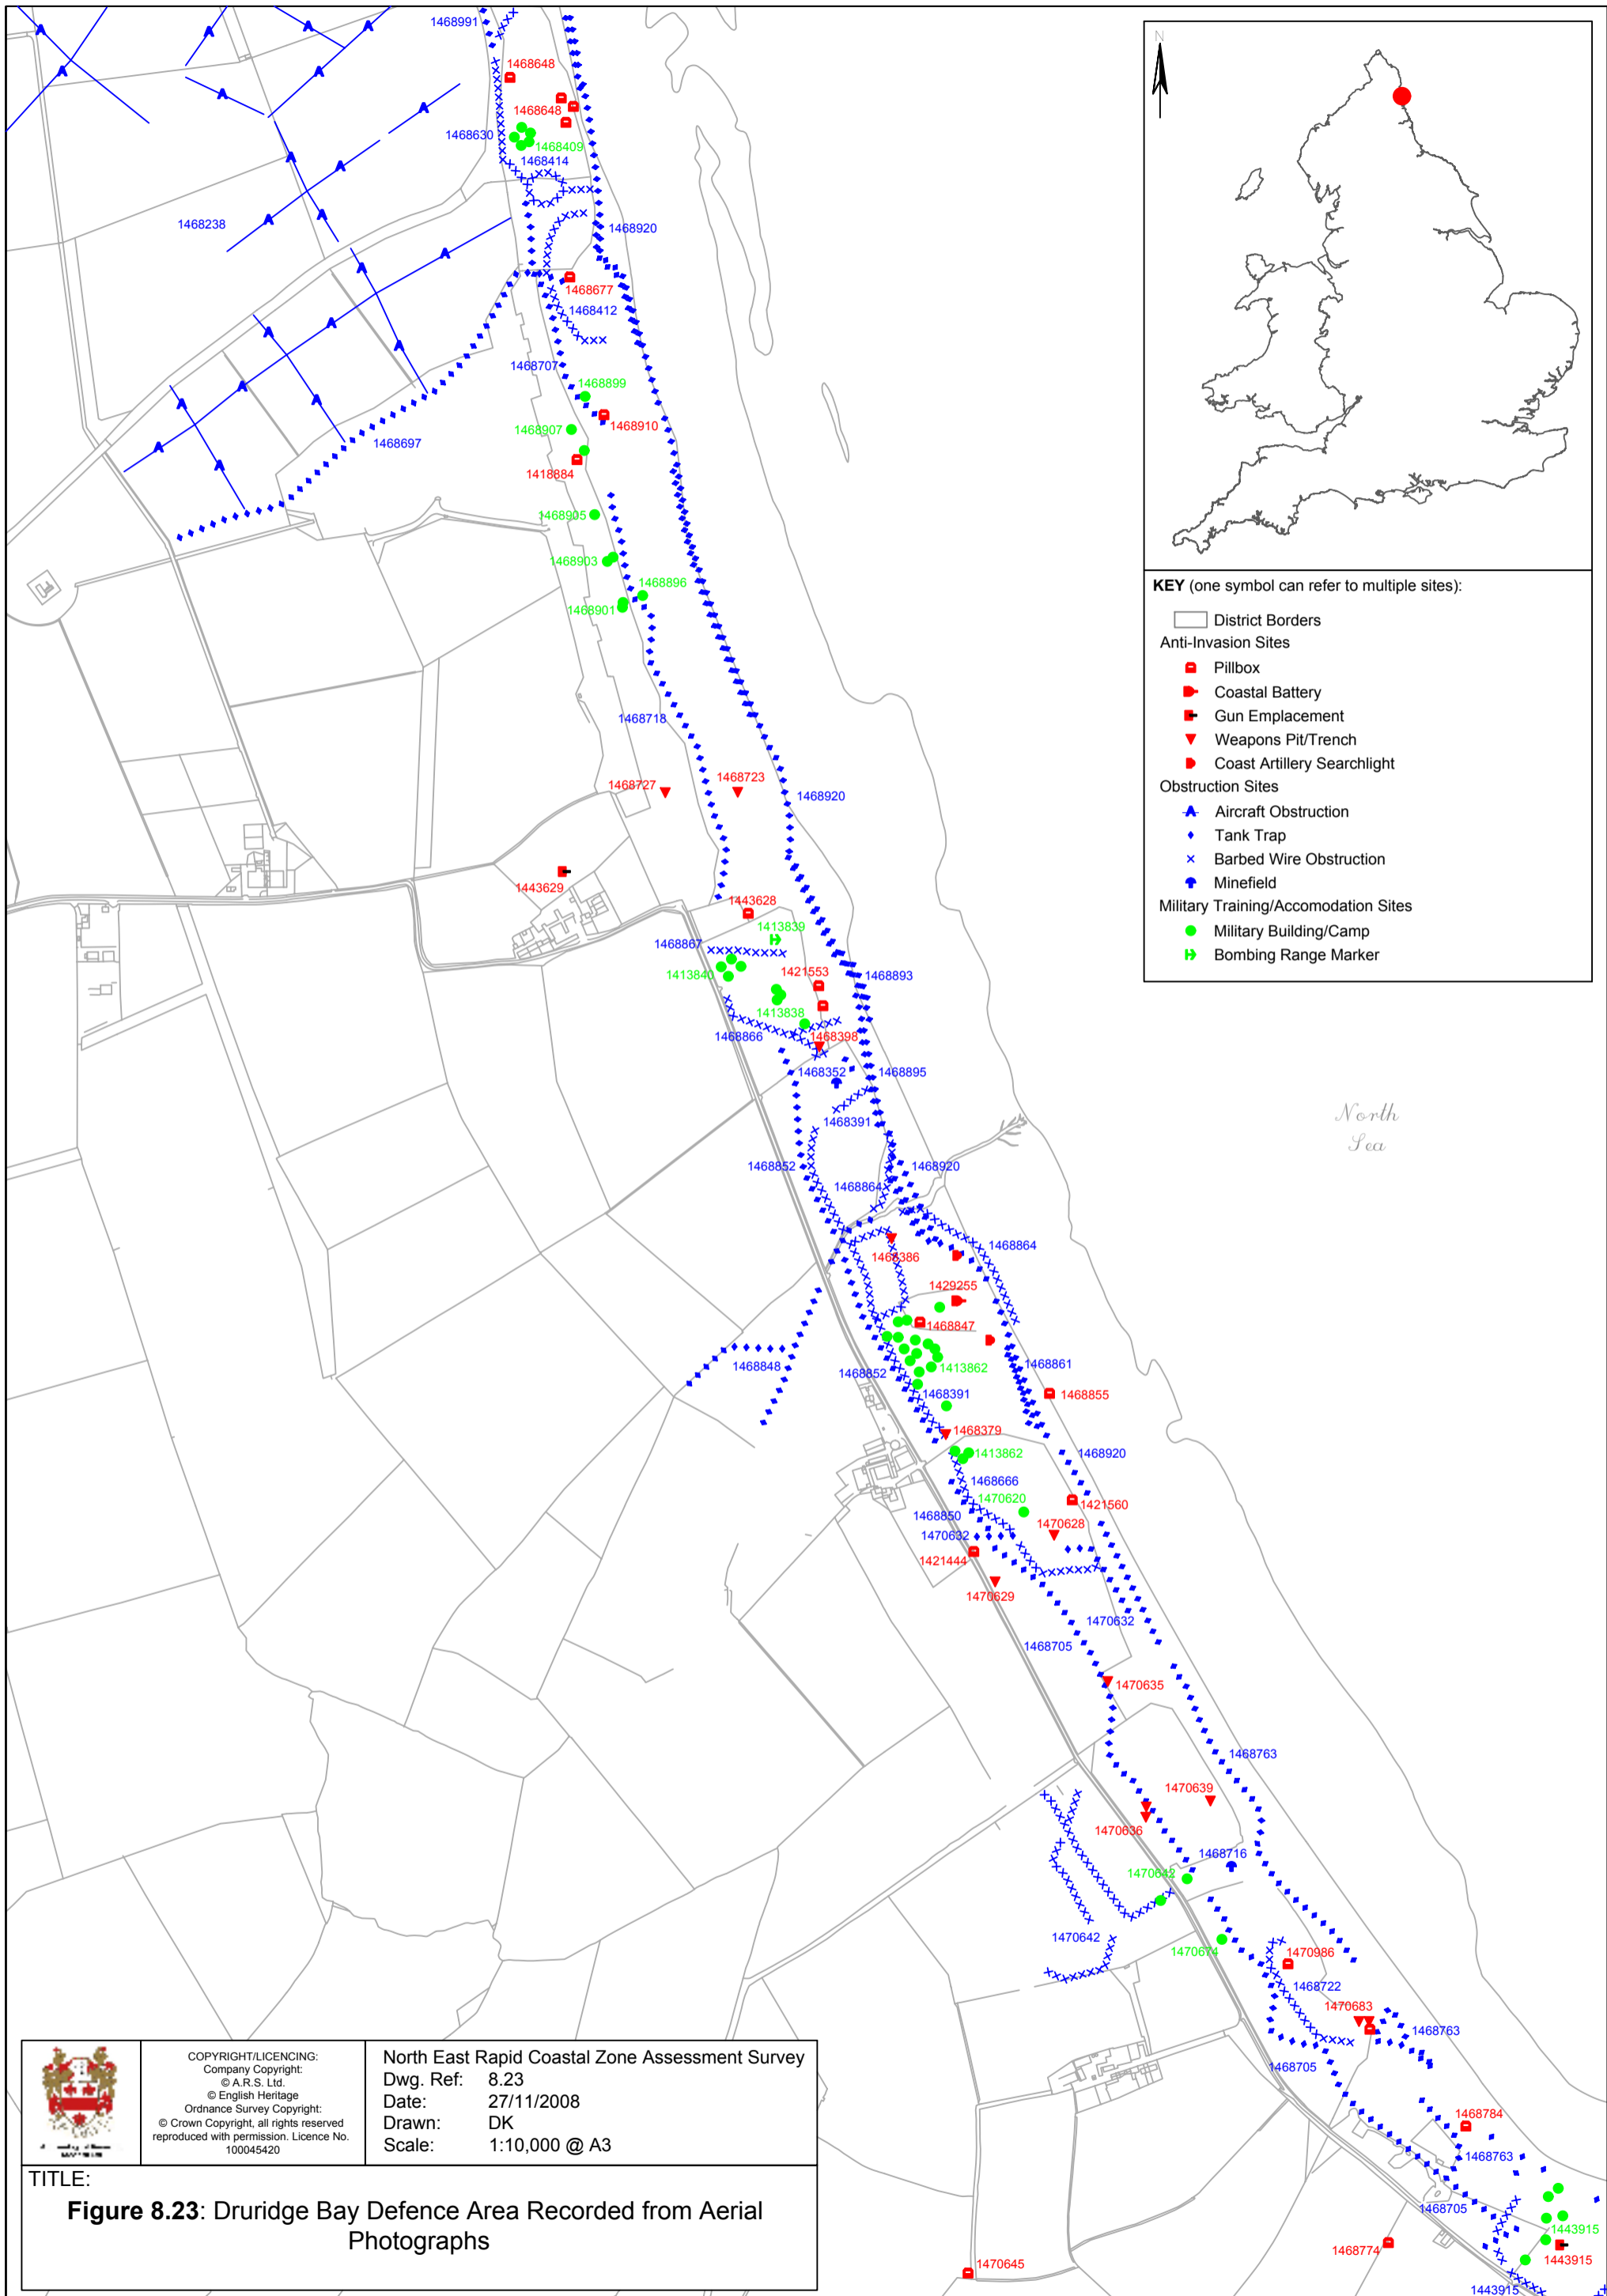 1468991
1468648
1468648
1468630
1468409
1468414
1468238
1468920
1468677
1468412
1468707
1468899
1468910
1468907
1468697
1418884
1468905
1468903
1468896
1468901
1468718
1468727
1468723
1468920
1443629
1443628
1413839
1468867
1413840
1421553
1468893
1413838
1468866
1468398
1468352
1468895
1468391
1468852
1468920
1468864
1468386
1468864
1429255
1468847
1468848
1468852
1413862
1468861
1468391
1468855
1468379
1413862
1468920
1468666
1470620
1421560
1468850
1470628
1470632
1421444
1470629
1470632
1468705
1470635
1468763
1470639
1470636
1468716
1470642
1470642
1470674
1470986
1468722
1470683
1468763
1468705
1468784
1468763
1468705
1443915
1468774
1443915
1470645
1443915
North
Sea
N
KEY (one symbol can refer to multiple sites):
District Borders
Anti-Invasion Sites
Pillbox
Coastal Battery
Gun Emplacement
Weapons Pit/Trench
Coast Artillery Searchlight
Obstruction Sites
Aircraft Obstruction
Tank Trap
Barbed Wire Obstruction
Minefield
Military Training/Accomodation Sites
Military Building/Camp
Bombing Range Marker
COPYRIGHT/LICENCING:
Company Copyright:
© A.R.S. Ltd.
© English Heritage
Ordnance Survey Copyright:
© Crown Copyright, all rights reserved
reproduced with permission. Licence No.
100045420
North East Rapid Coastal Zone Assessment Survey
Dwg. Ref: 8.23
Date: 27/11/2008
Drawn: DK
Scale: 1:10,000 @ A3
TITLE:
Figure 8.23: Druridge Bay Defence Area Recorded from Aerial
Photographs